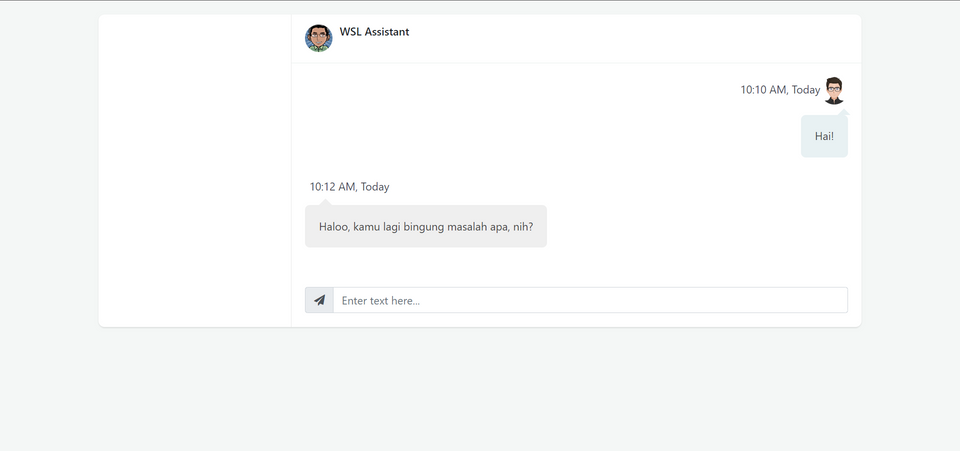 WSL Assistant
10:10 AM, Today
Hai!
10:12 AM, Today
Haloo, kamu lagi bingung masalah apa, nih?
Enter text here...